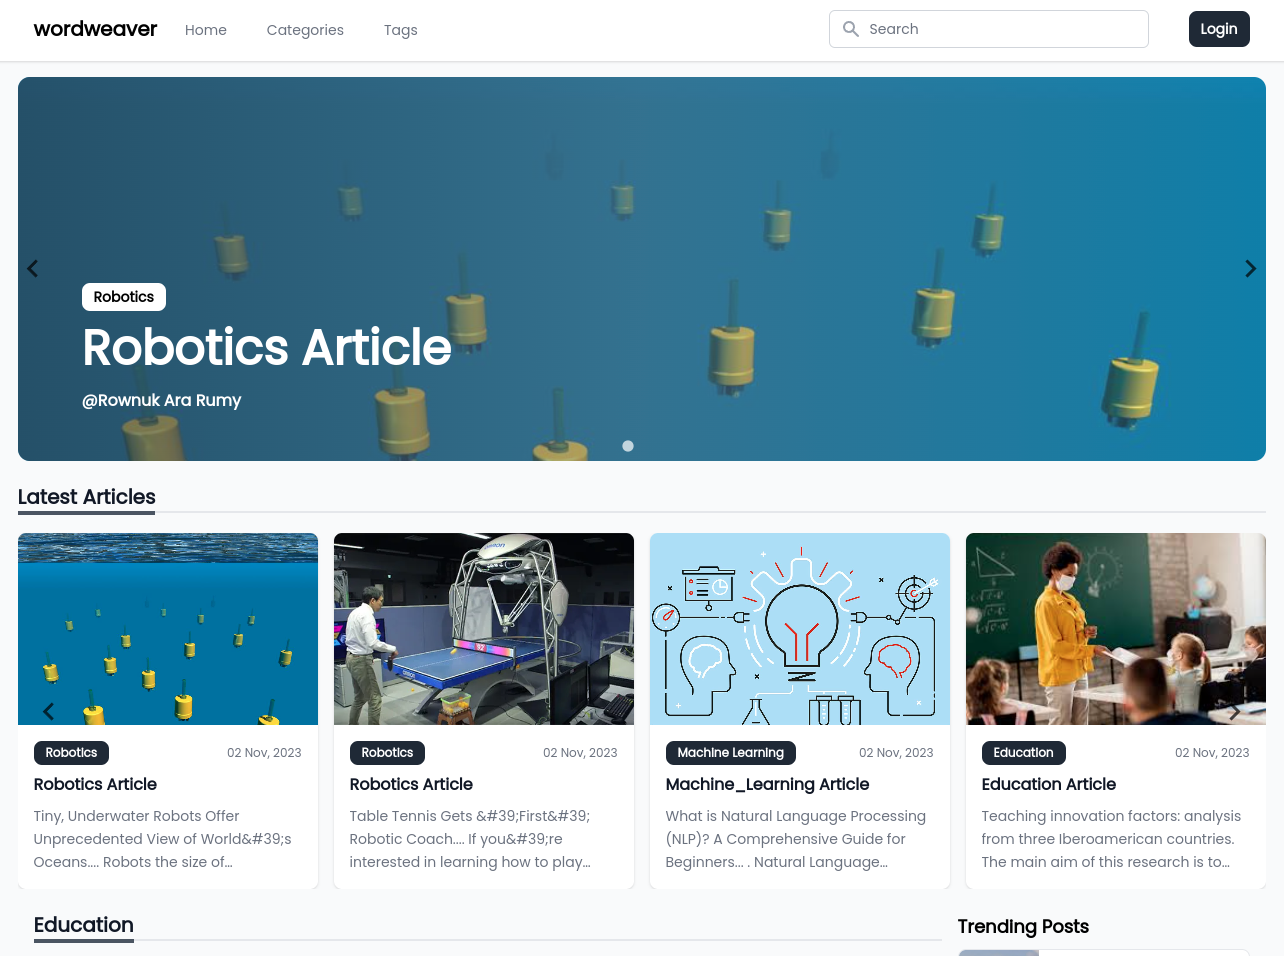 wordweaver
Home
Categories
Tags
Search
Login
Robotics
Robotics Article
@Rownuk Ara Rumy
Latest Articles
Robotics
02 Nov, 2023
Robotics Article
Tiny, Underwater Robots Offer
Unprecedented View of World&#39;s
Oceans.... Robots the size of...
Robotics
02 Nov, 2023
Robotics Article
Table Tennis Gets &#39;First&#39;
Robotic Coach.... If you&#39;re
interested in learning how to play...
Machine Learning
02 Nov, 2023
Machine_Learning Article
What is Natural Language Processing
(NLP)? A Comprehensive Guide for
Beginners... . Natural Language...
Education
02 Nov, 2023
Education Article
Teaching innovation factors: analysis
from three Iberoamerican countries.
The main aim of this research is to...
Education
Trending Posts